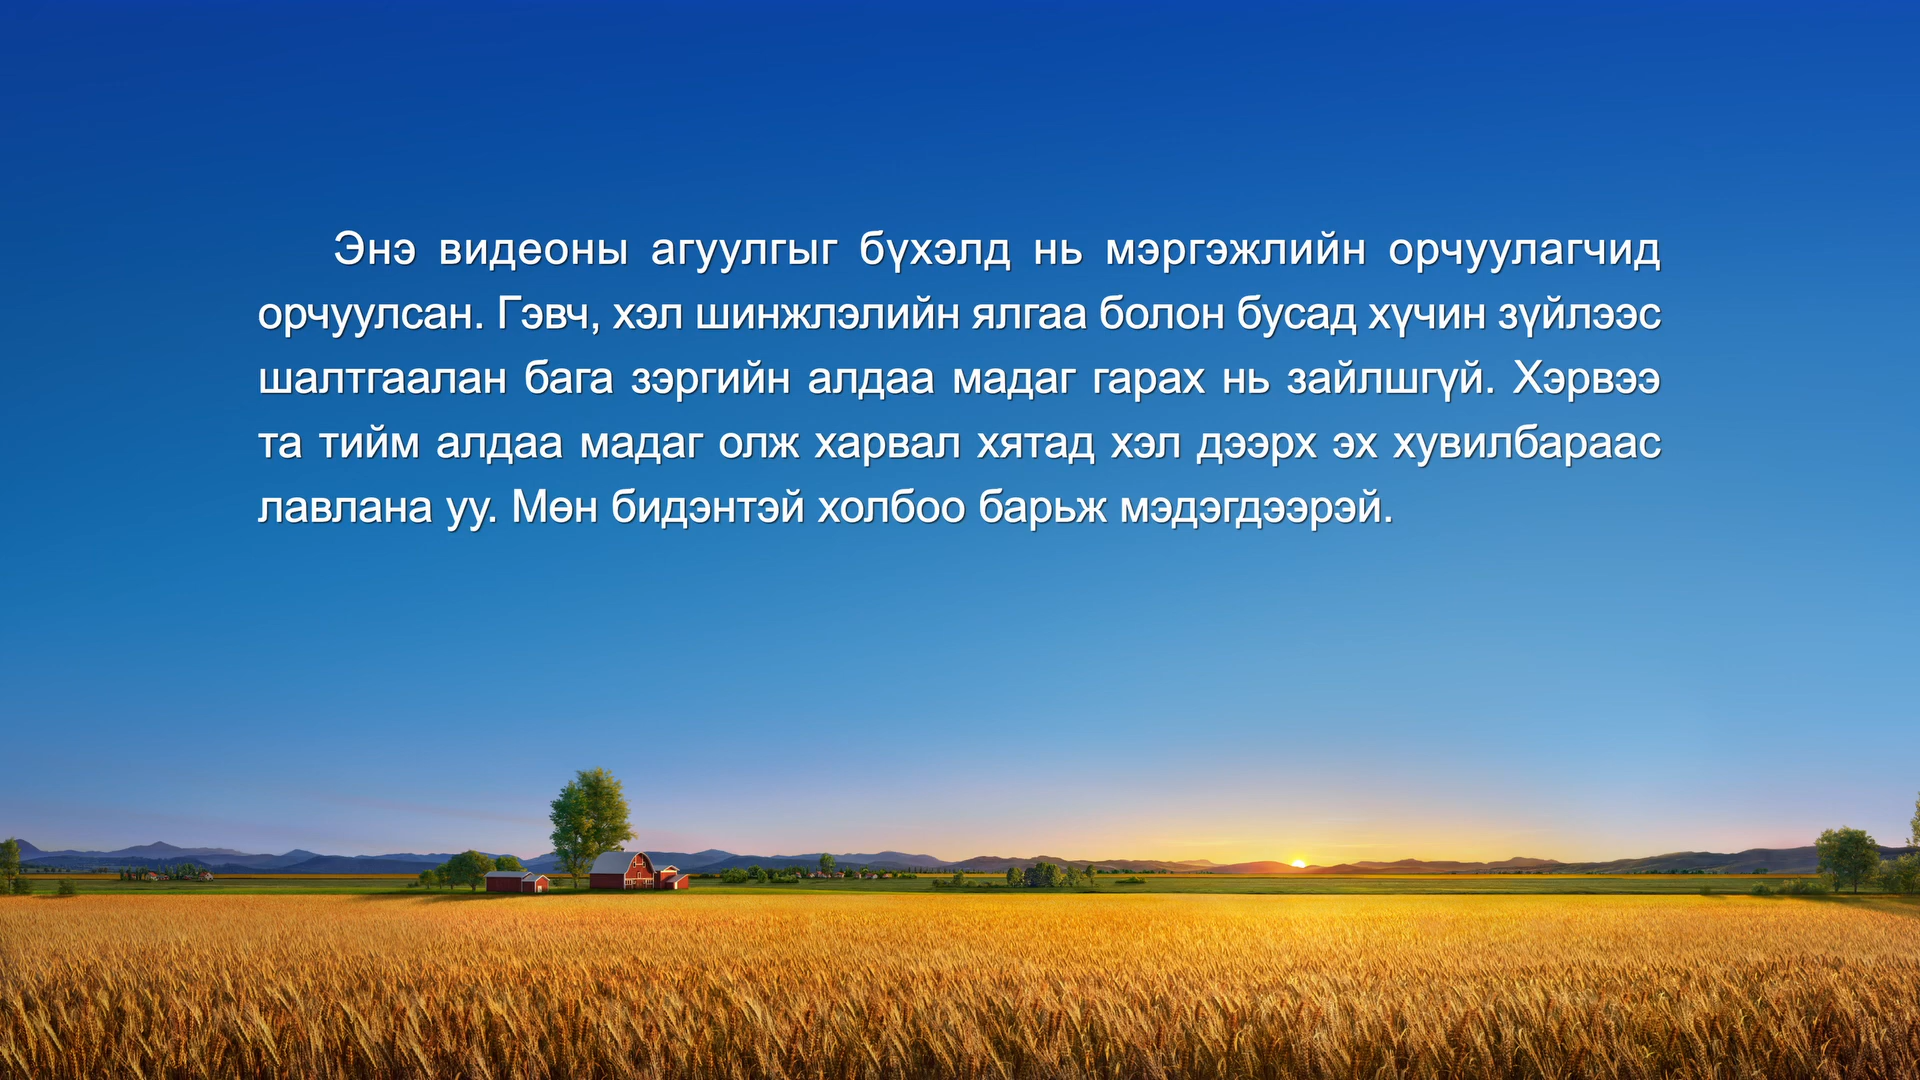 Энэ видеоны агуулгыг бүхэлд нь мэргэжлийн орчуулагчид
орчуулсан. Гэвч, хэл шинжлэлийн ялгаа болон бусад хүчин зүйлээс
шалтгаалан бага зэргийн алдаа мадаг гарах нь зайлшгүй. Хэрвээ
та тийм алдаа мадаг олж харвал хятад хэл дээрх эх хувилбараас
лавлана уу. Мөн бидэнтэй холбоо барьж мэдэгдээрэй.